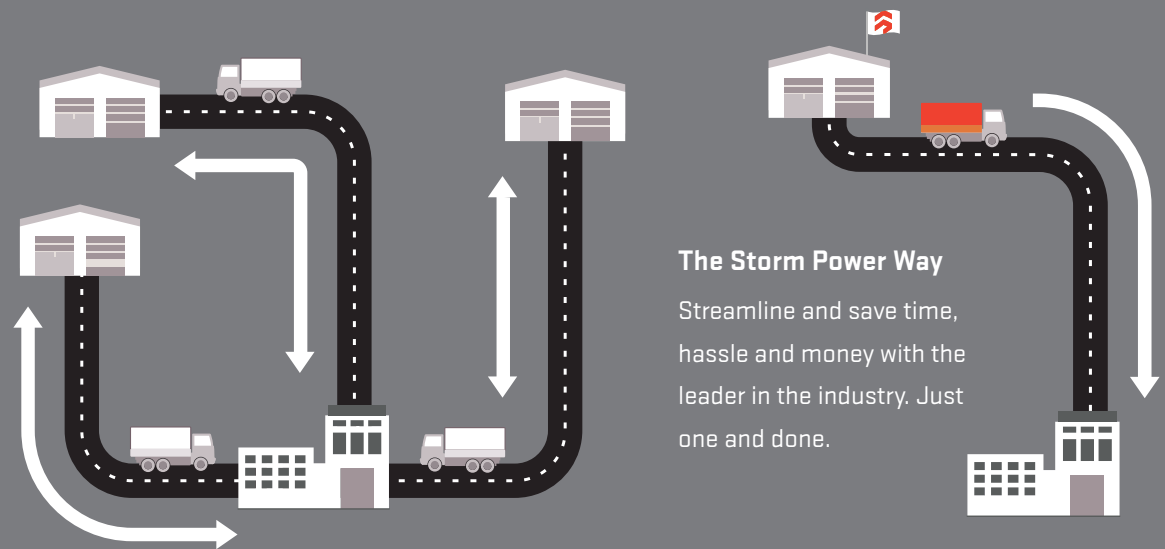 The Storm Power Way
Streamline and save time,
hassle and money with the
leader in the industry. Just
one and done.